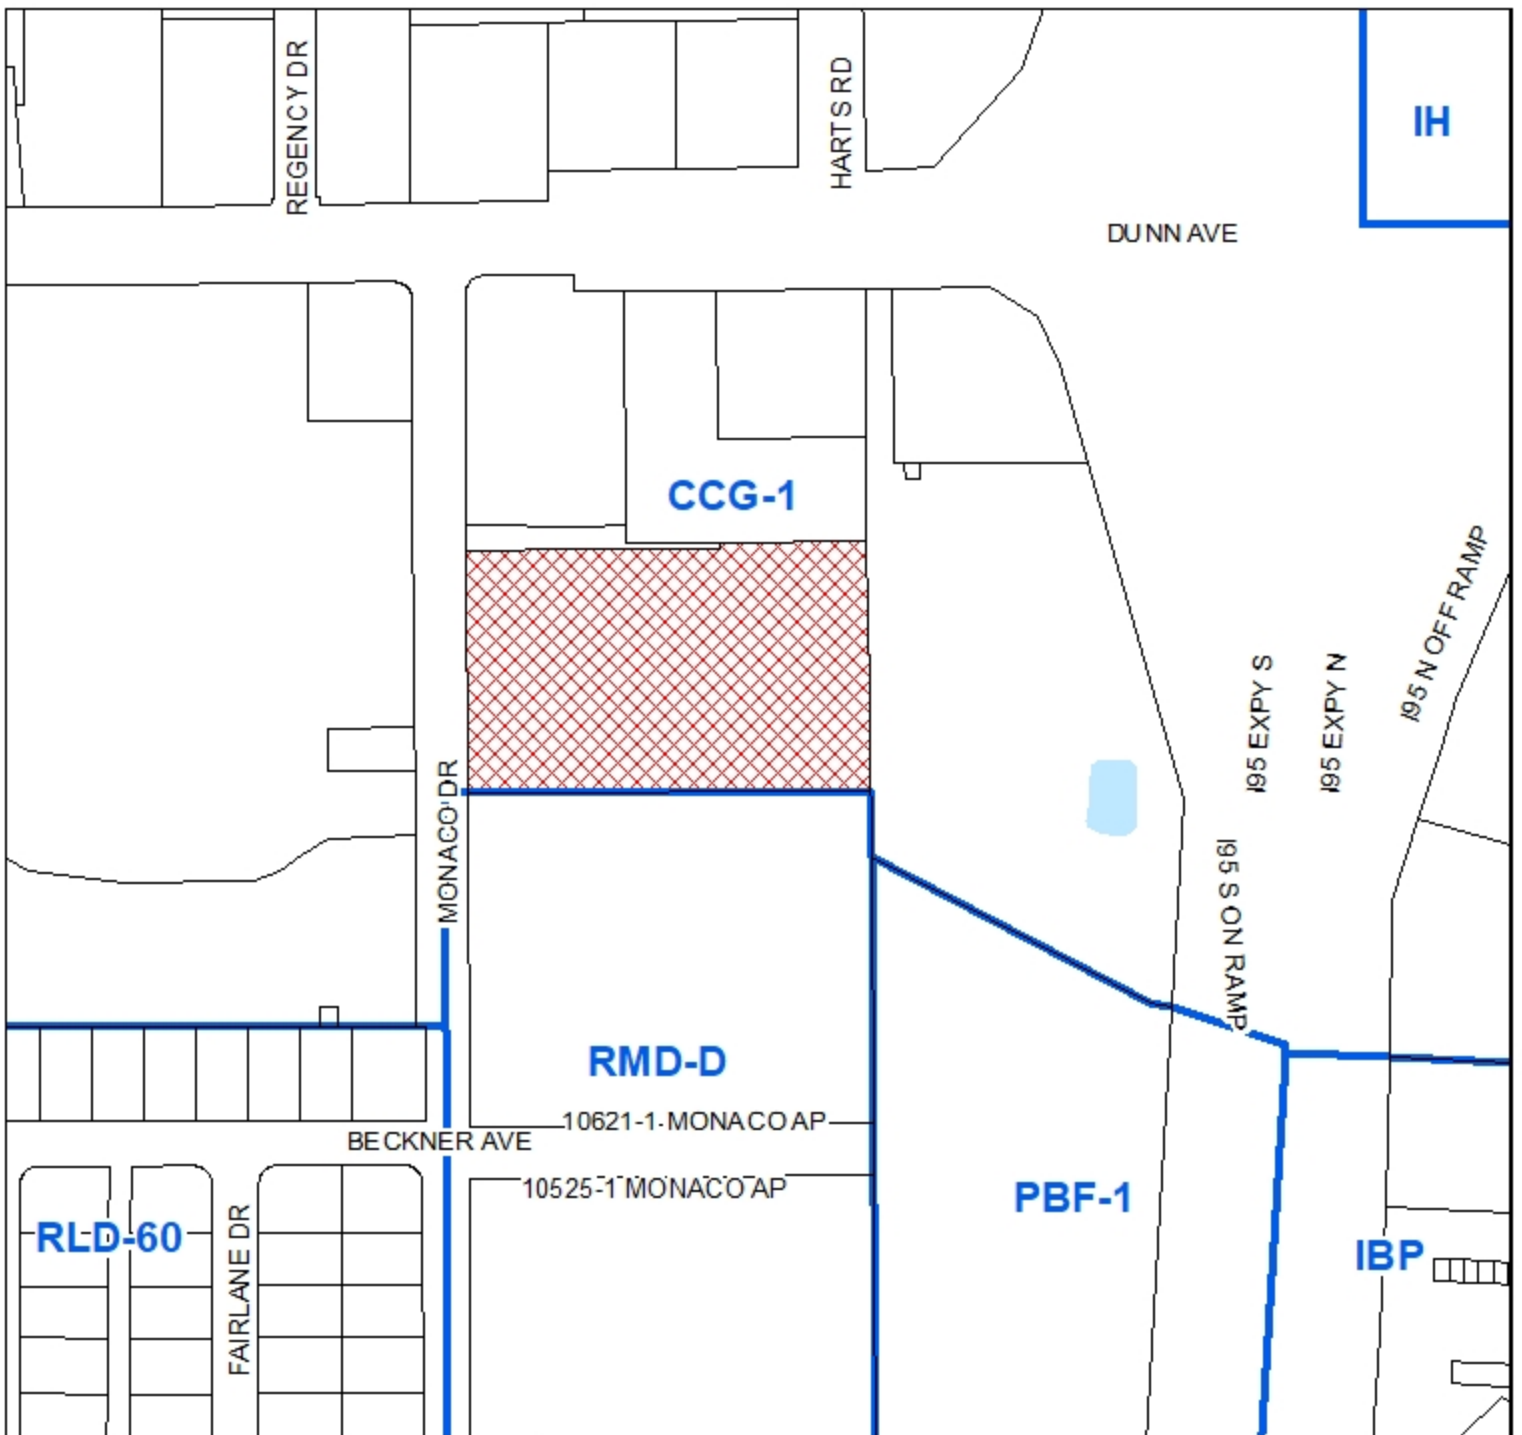 REGENCY DR
HARTS RD
IH
DUNN AVE
CCG-1
I95 N OFF RAMP
I95 EXPY S
I95 EXPY N
MONACO DR
I95 S ON RAMP
RMD-D
10621-1 MONACO AP
BECKNER AVE
10525-1 MONACO AP
PBF-1
RLD-60
FAIRLANE DR
IBP